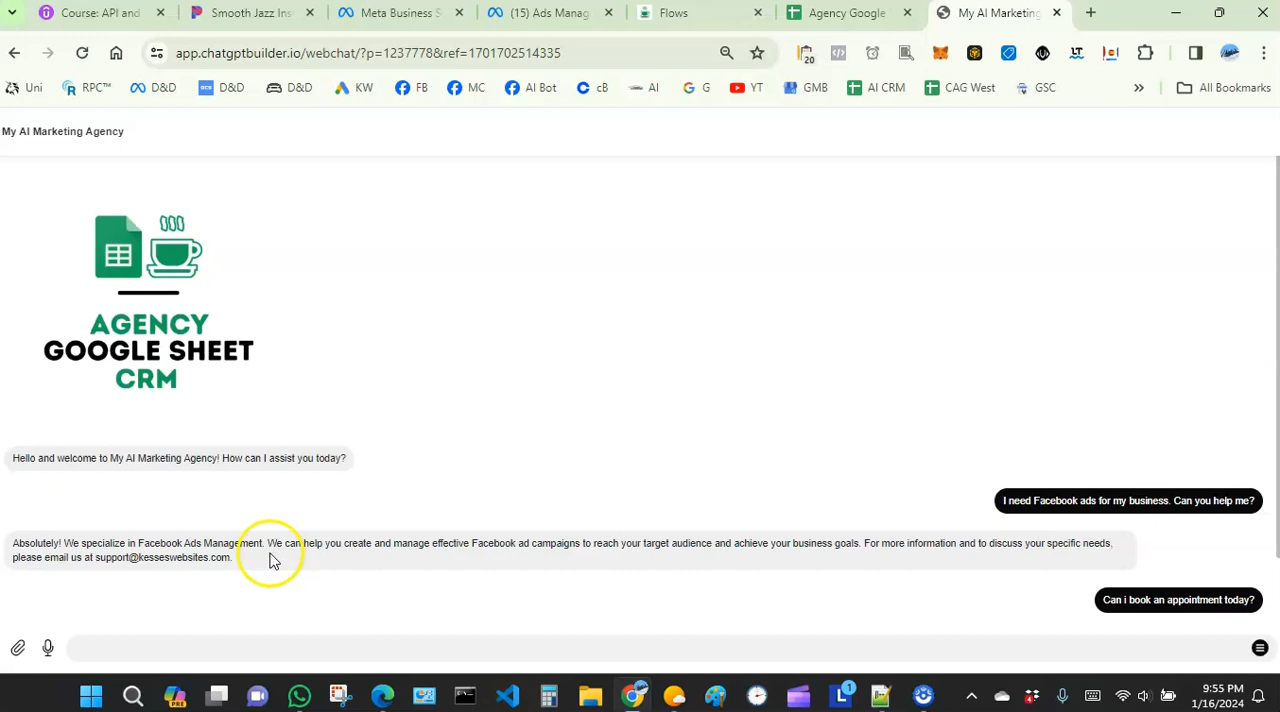 Course: API and
Smooth Jazz Ins
Meta Business S
(15) Ads Manag
Flows
Agency Google
My AI Marketing
app.chatgptbuilder.io/webchat/?p=1237778&ref=1701702514335
20
LT
Uni
RPC™
D&D
D&D
D&D
KW
FB
MC
AI Bot
cB
AI
G
YT
GMB
AI CRM
CAG West
GSC
All Bookmarks
My AI Marketing Agency
AGENCY
GOOGLE SHEET
CRM
Hello and welcome to My AI Marketing Agency! How can I assist you today?
I need Facebook ads for my business. Can you help me?
Absolutely! We specialize in Facebook Ads Management. We can help you create and manage effective Facebook ad campaigns to reach your target audience and achieve your business goals. For more information and to discuss your specific needs,
please email us at support@kesseswebsites.com.
Can i book an appointment today?
PRE
L
1
9:55 PM
1/16/2024